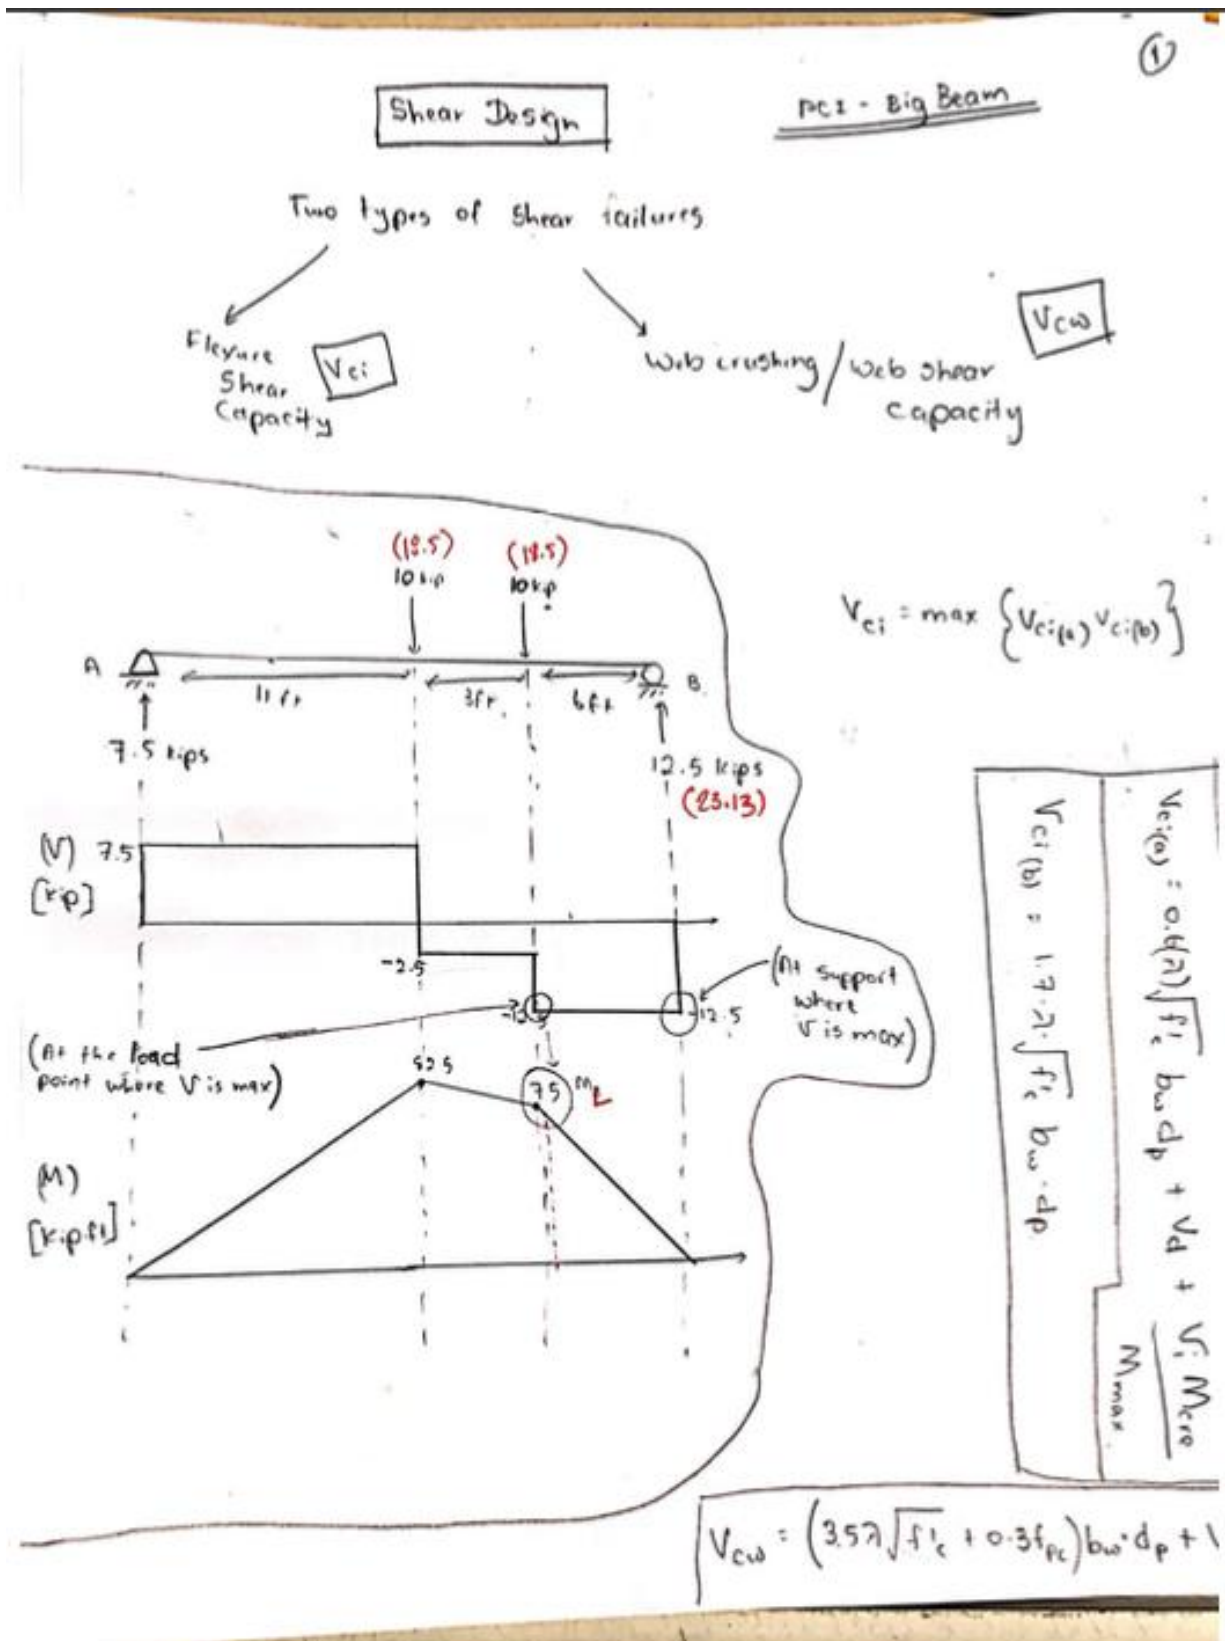 ①
Shear Design
PCI - Big Beam
Two types of Shear failures
Flexure
Shear
Capacity
Vci
Web crushing / Web shear
capacity
Vcw
(18.5)
(18.5)
10 kip
10 kip
A
11 ft
3ft
6ft
B
7.5 kips
12.5 kips
(23.13)
Vci = max {Vci(a) Vci(b)}
(V)
[kip]
7.5
-2.5
-12.5
-12.5
(At support
where
V is max)
(At the load
point where V is max)
82.5
75
ML
(M)
[kip.ft]
Vci(a) = 0.6(λ)√f'c bw dp + Vd + Vi Mcre / Mmax
Vci(b) = 1.7·λ·√f'c bw·dp
Vcw = (3.5λ√f'c + 0.3fpc) bw·dp +